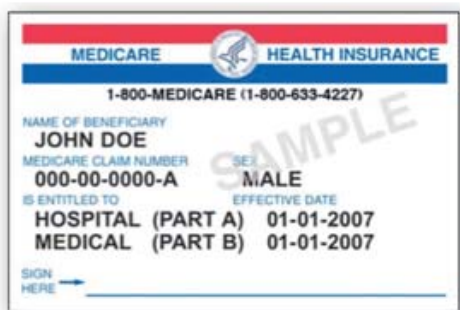 MEDICARE HEALTH INSURANCE
1-800-MEDICARE (1-800-633-4227)
NAME OF BENEFICIARY
JOHN DOE
MEDICARE CLAIM NUMBER SEX
000-00-0000-A MALE
IS ENTITLED TO EFFECTIVE DATE
HOSPITAL (PART A) 01-01-2007
MEDICAL (PART B) 01-01-2007
SIGN
HERE
SAMPLE